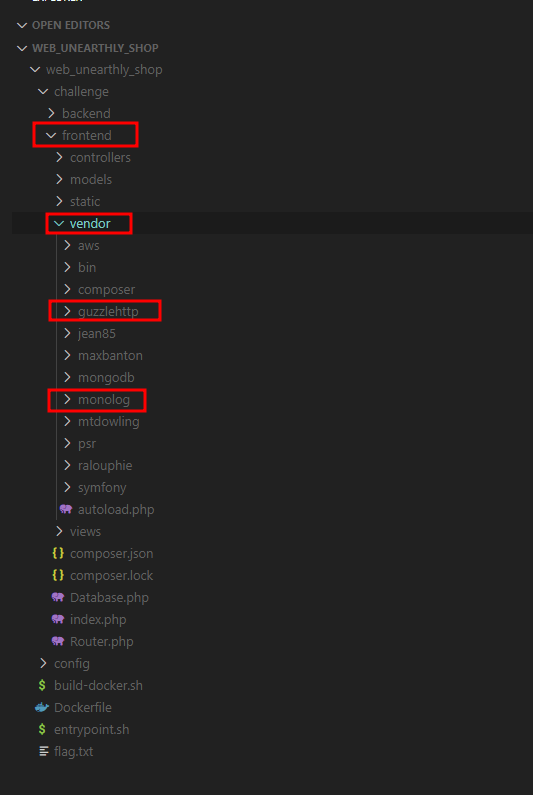 OPEN EDITORS
WEB_UNEARTHLY_SHOP
web_unearthly_shop
challenge
backend
frontend
controllers
models
static
vendor
aws
bin
composer
guzzlehttp
jean85
maxbanton
mongodb
monolog
mtdowling
psr
ralouphie
symfony
autoload.php
views
composer.json
composer.lock
Database.php
index.php
Router.php
config
build-docker.sh
Dockerfile
entrypoint.sh
flag.txt